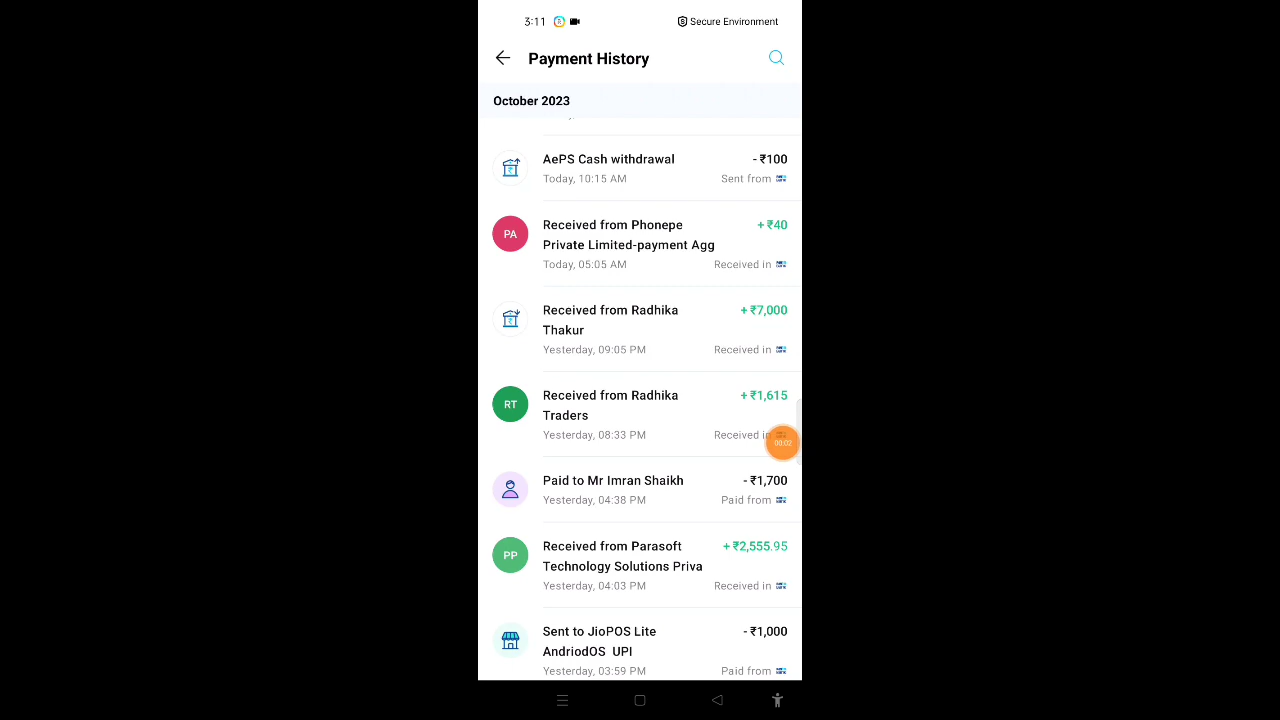 3:11
Secure Environment
Payment History
October 2023
AePS Cash withdrawal
- ₹100
Today, 10:15 AM
Sent from
PA
Received from Phonepe
+ ₹40
Private Limited-payment Agg
Today, 05:05 AM
Received in
Received from Radhika
+ ₹7,000
Thakur
Yesterday, 09:05 PM
Received in
RT
Received from Radhika
+ ₹1,615
Traders
Yesterday, 08:33 PM
Received in
00:02
Paid to Mr Imran Shaikh
- ₹1,700
Yesterday, 04:38 PM
Paid from
PP
Received from Parasoft
+ ₹2,555.95
Technology Solutions Priva
Yesterday, 04:03 PM
Received in
Sent to JioPOS Lite
- ₹1,000
AndriodOS UPI
Yesterday, 03:59 PM
Paid from